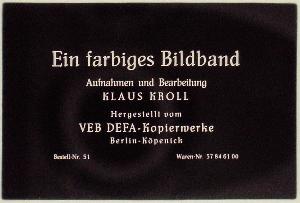 Ein farbiges Bildband
Aufnahmen und Bearbeitung
KLAUS KROLL
Hergestellt vom
VEB DEFA-Kopierwerke
Berlin-Köpenick
Bestell-Nr. 51 Waren-Nr. 57 84 61 00